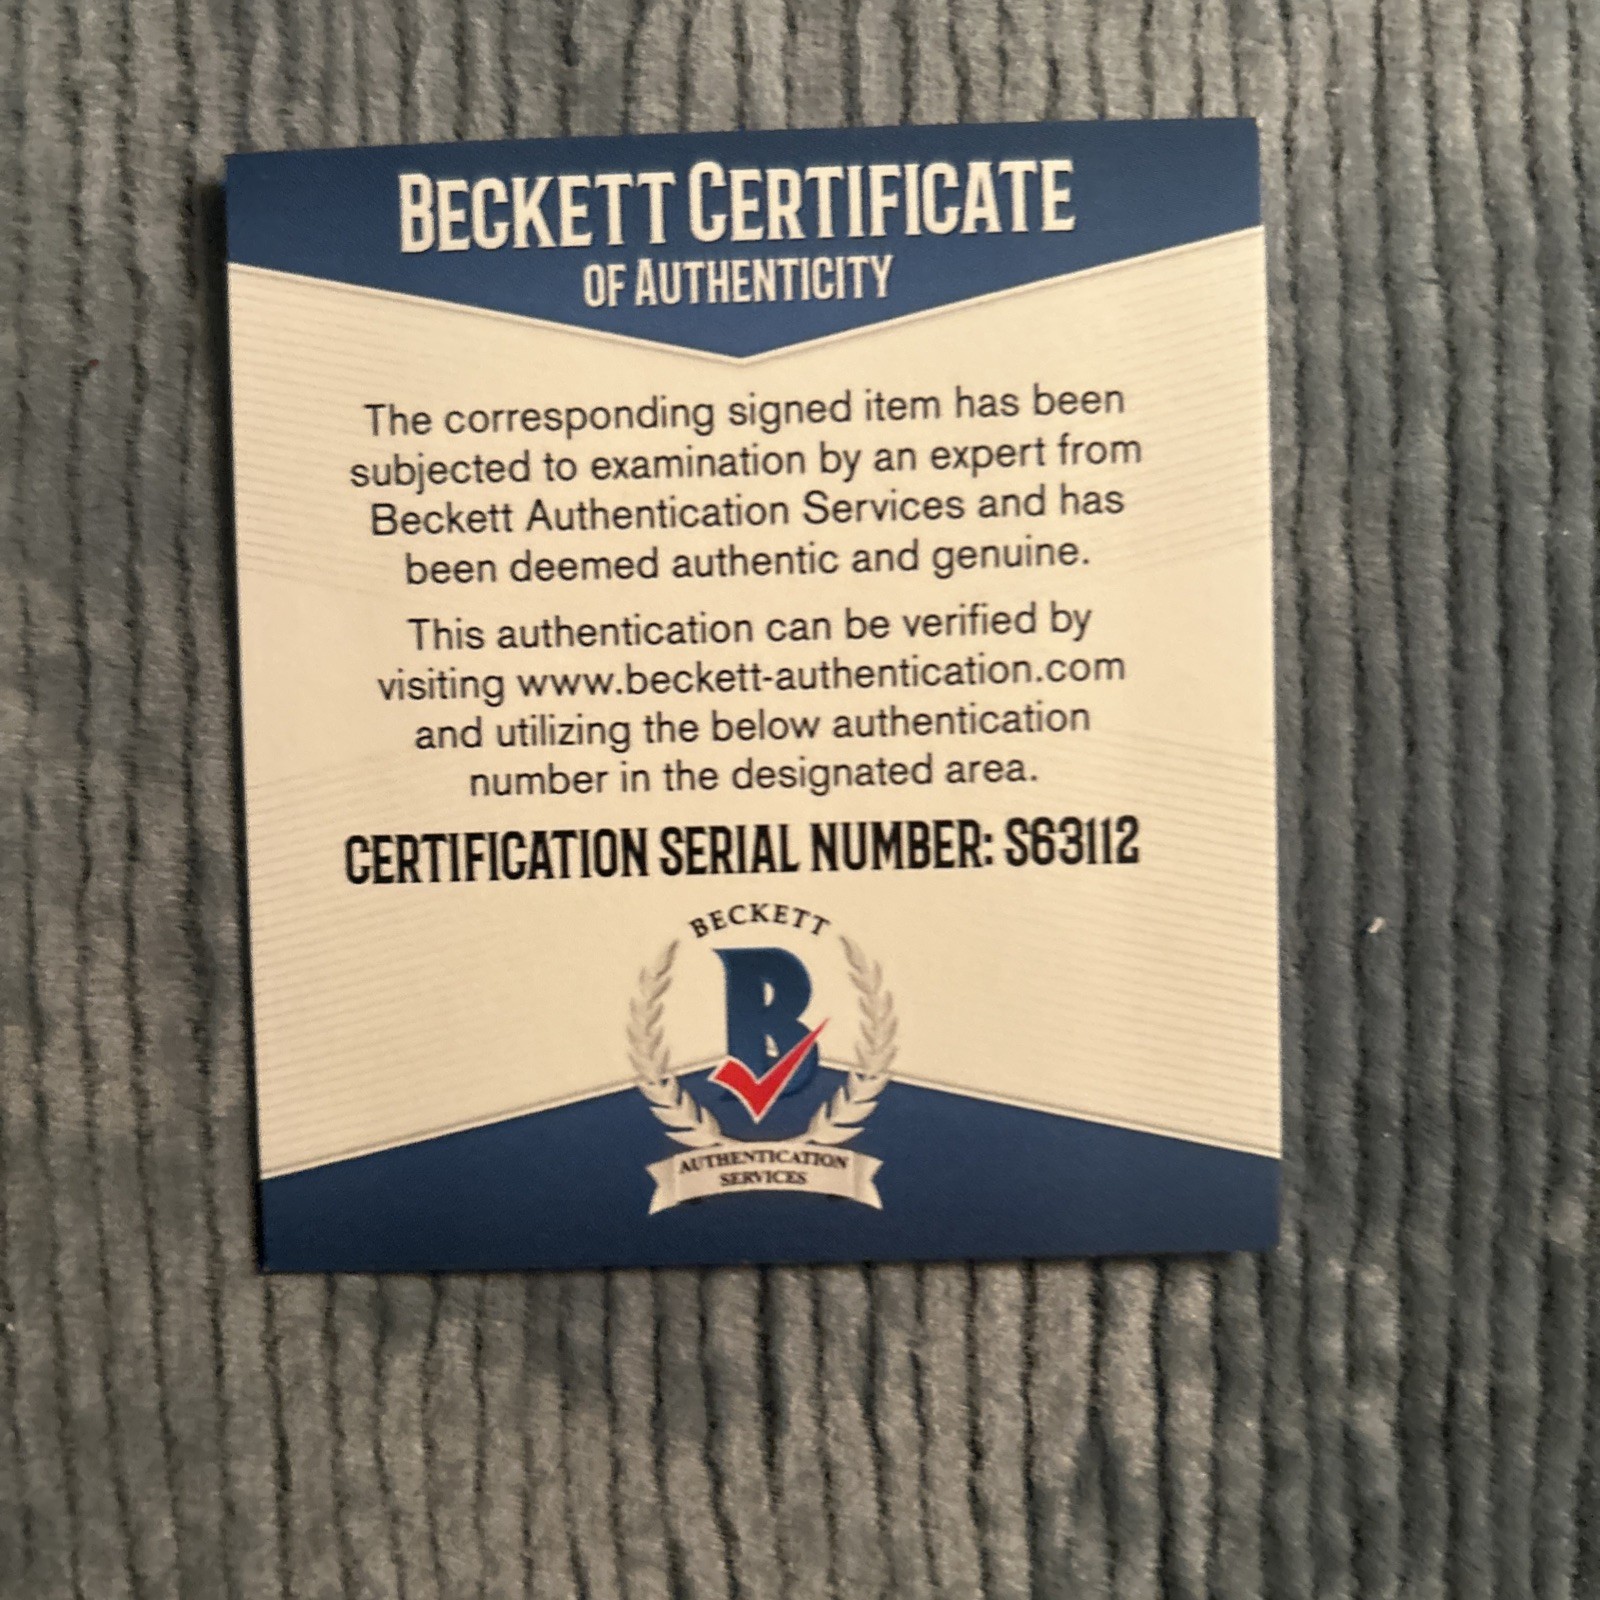 BECKETT CERTIFICATE
OF AUTHENTICITY
The corresponding signed item has been
subjected to examination by an expert from
Beckett Authentication Services and has
been deemed authentic and genuine.
This authentication can be verified by
visiting www.beckett-authentication.com
and utilizing the below authentication
number in the designated area.
CERTIFICATION SERIAL NUMBER: S63112
BECKETT
B
AUTHENTICATION
SERVICES